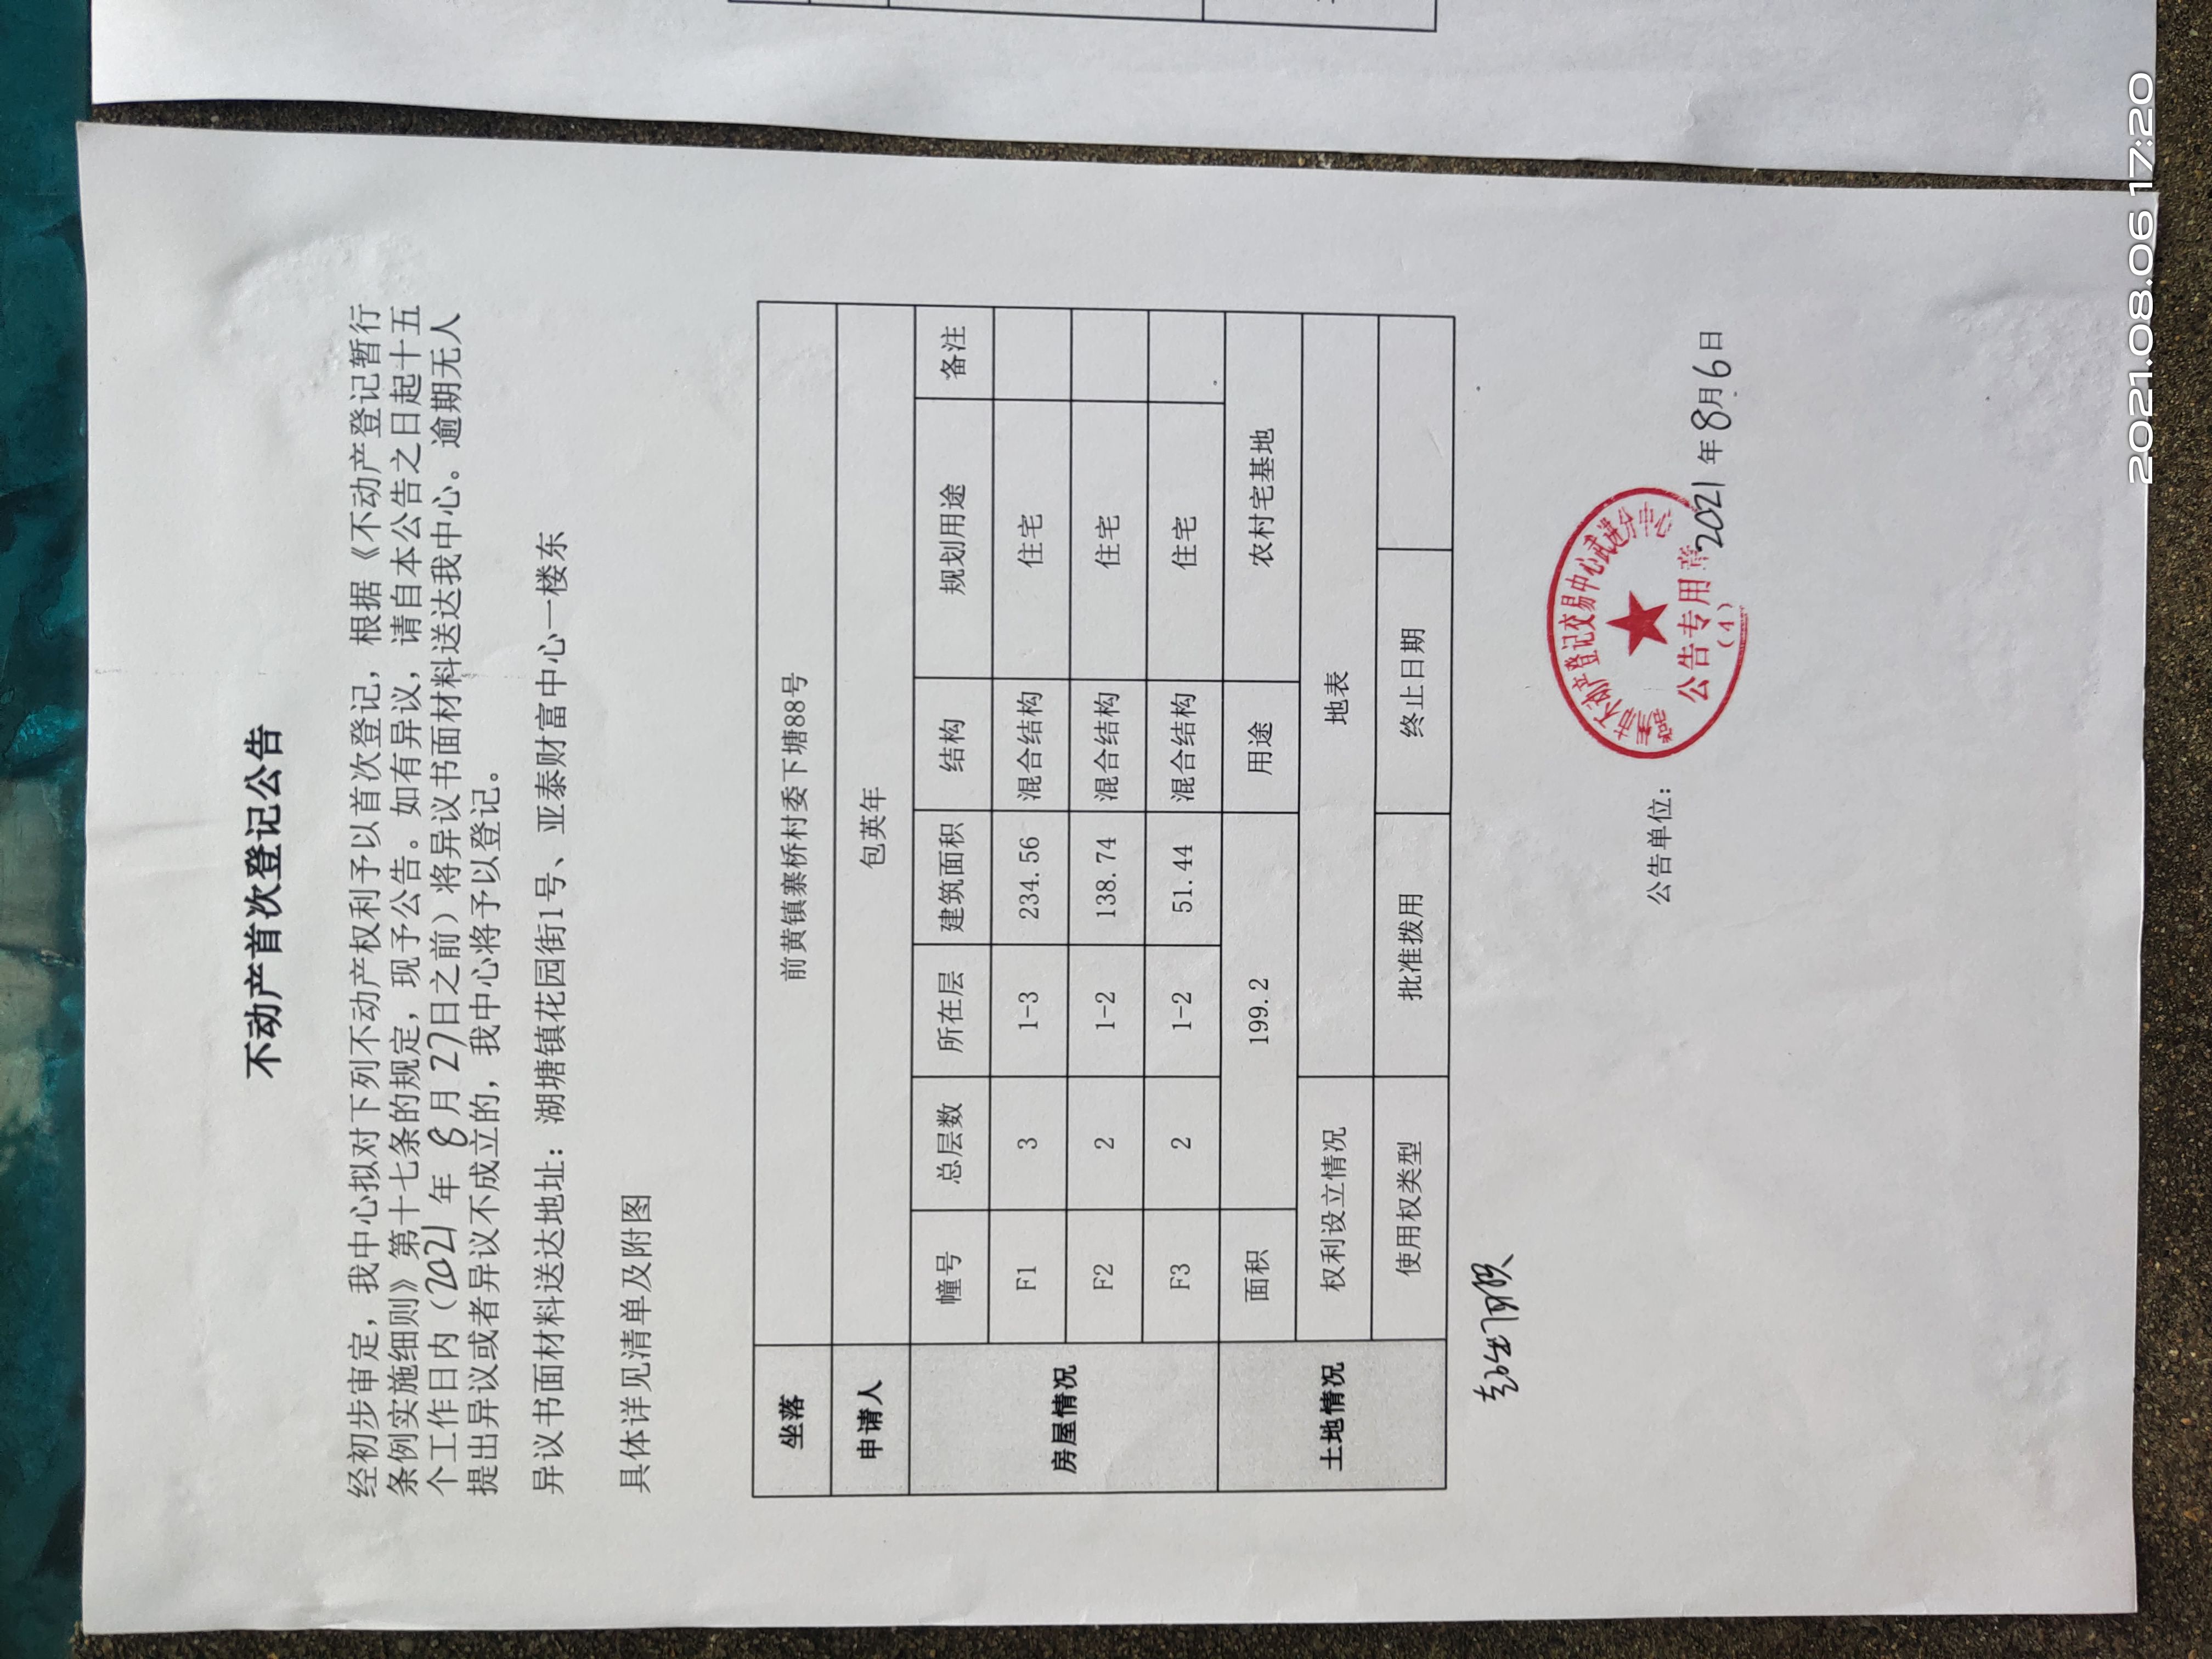 不动产首次登记公告
经初步审定，我中心拟对下列不动产权利予以首次登记，根据《不动产登记暂行
条例实施细则》第十七条的规定，现予公告。如有异议，请自本公告之日起十五
个工作日内（2021年8月27日之前）将异议书面材料送达我中心。逾期无人
提出异议或者异议不成立的，我中心将予以登记。
异议书面材料送达地址：湖塘镇花园街1号、亚泰财富中心一楼东
具体详见清单及附图
坐落 前黄镇寨桥村委下塘88号
申请人 包英年
房屋情况
幢号 总层数 所在层 建筑面积 结构 规划用途 备注
F1 3 1-3 234.56 混合结构 住宅
F2 2 1-2 138.74 混合结构 住宅
F3 2 1-2 51.44 混合结构 住宅
土地情况
面积 199.2 用途 农村宅基地
权利设立情况 地表
使用权类型 批准拨用 终止日期
公告单位：
不动产登记交易中心武进分中心
公告专用章
(4)
2021年8月6日
2021.08.06 17:20